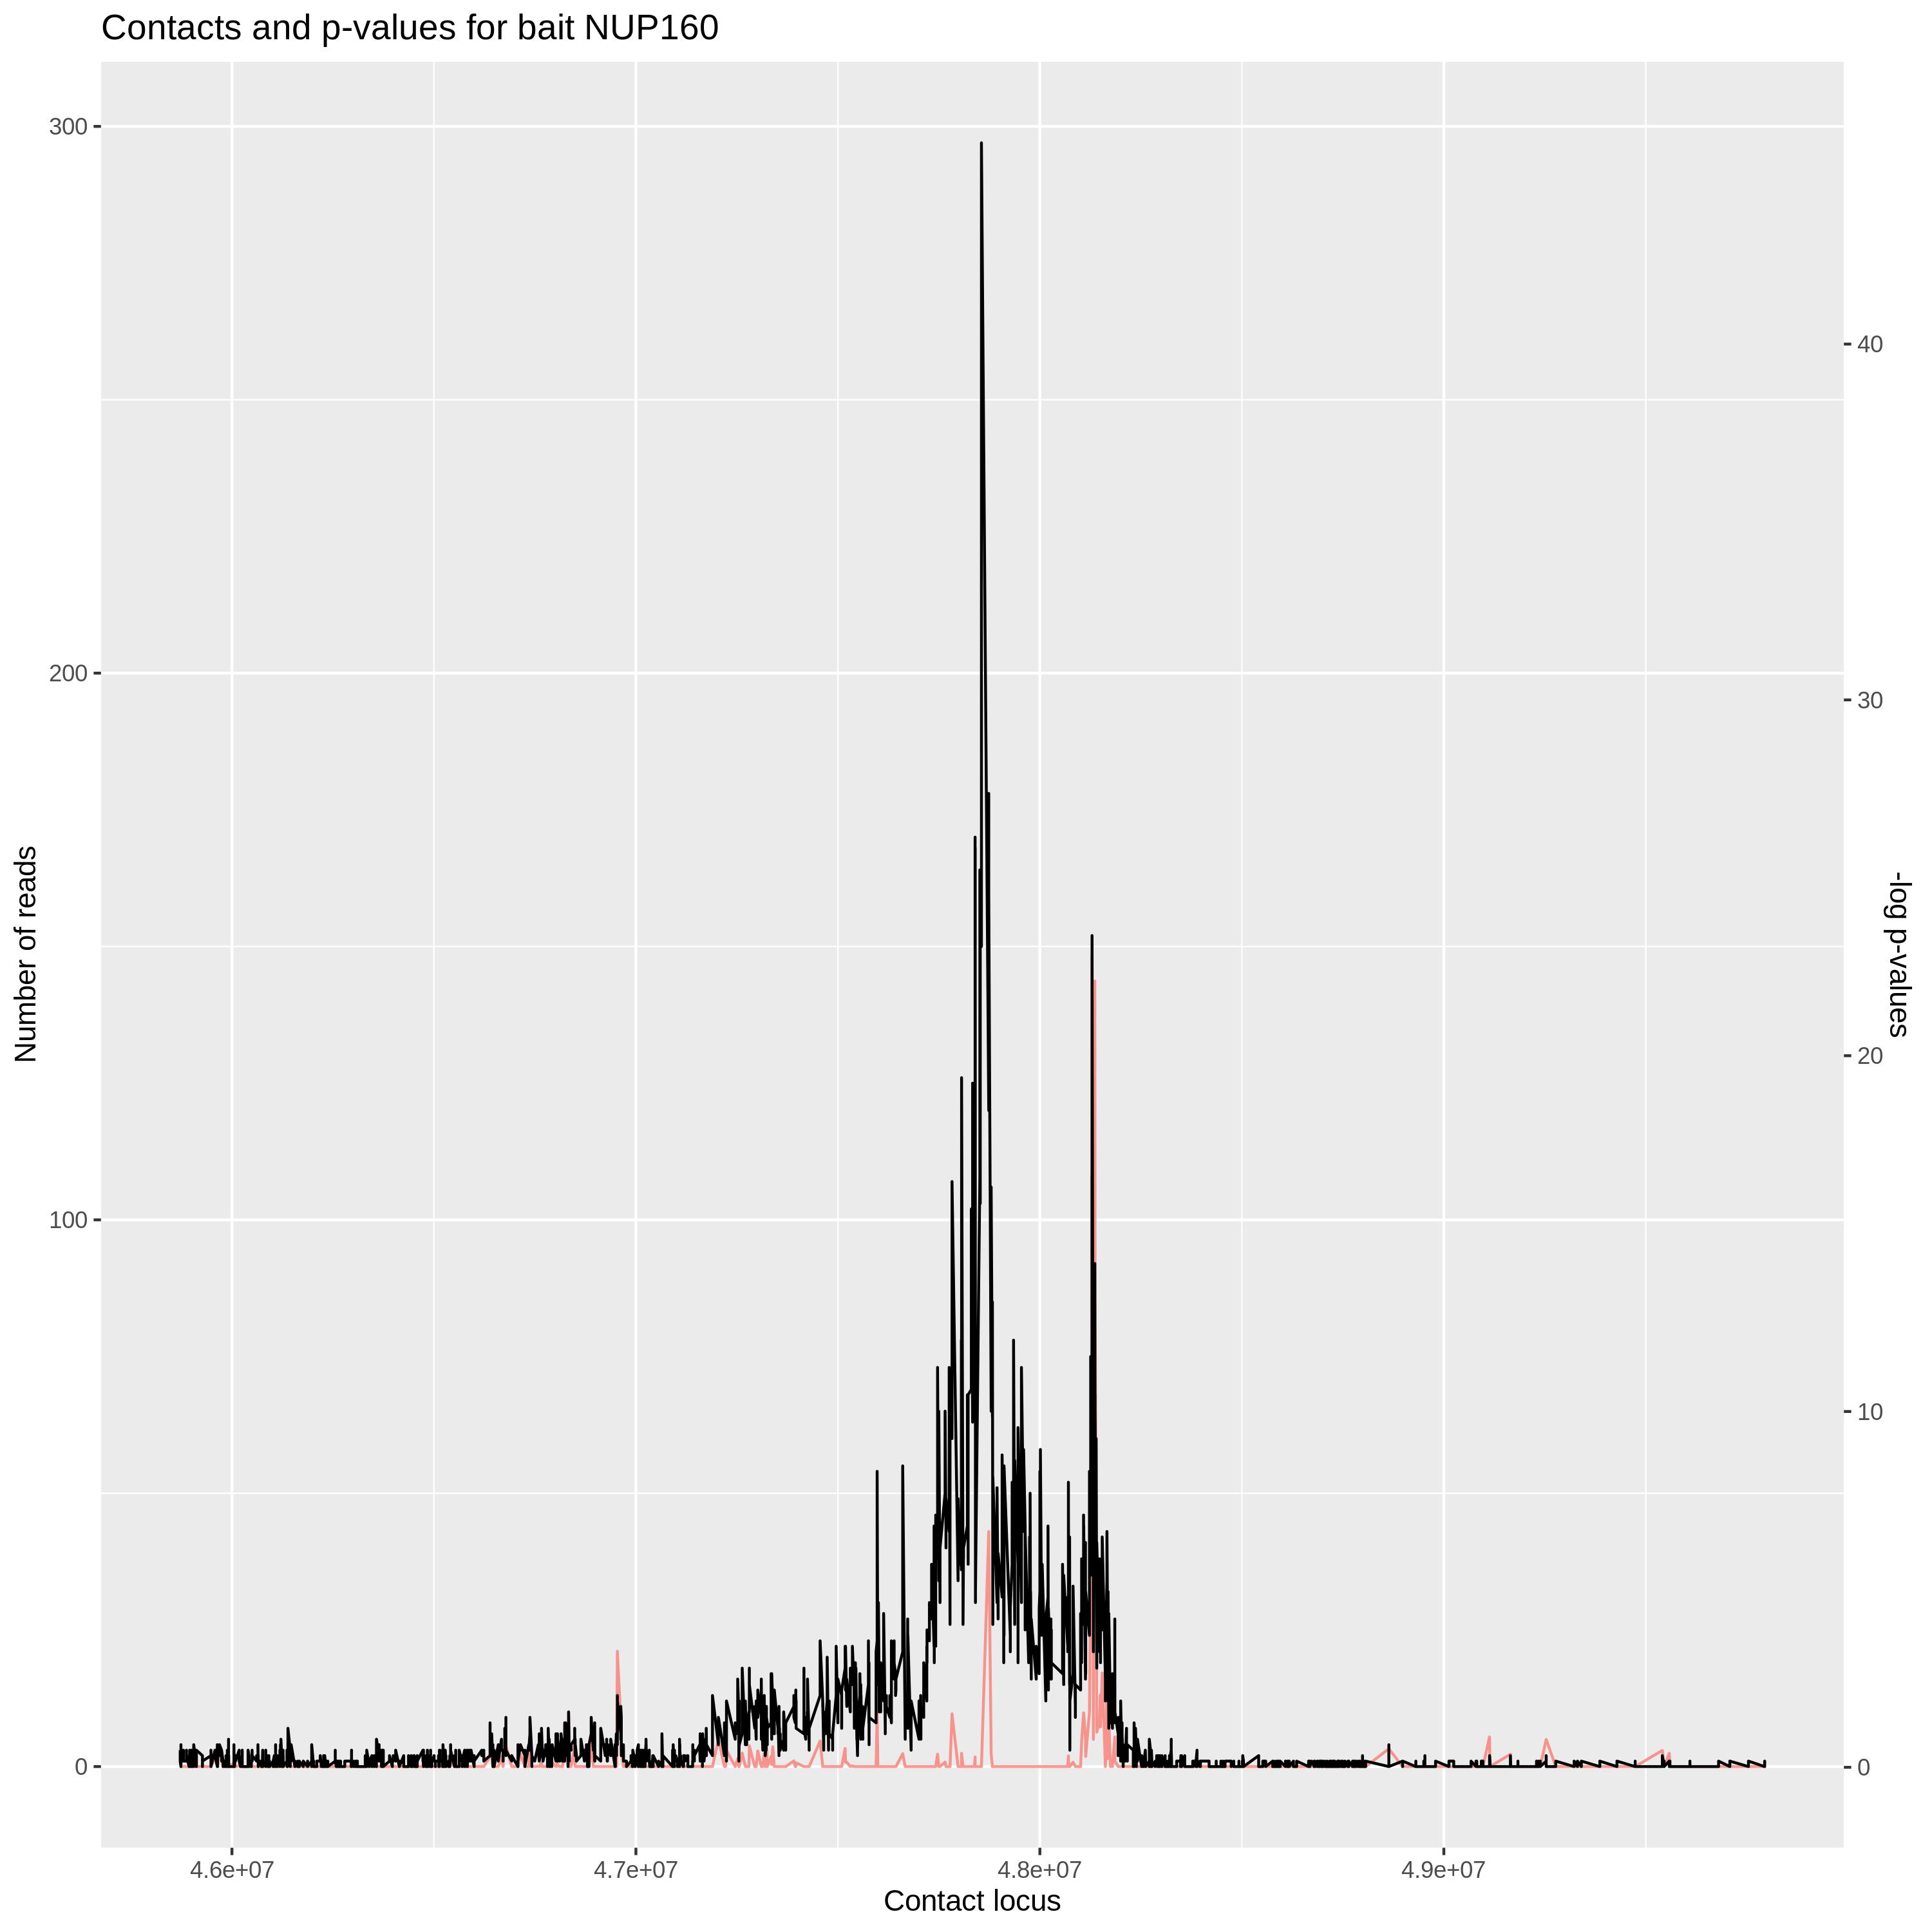 Contacts and p-values for bait NUP160
300
200
100
0
Number of reads
40
30
20
10
0
-log p-values
4.6e+07
4.7e+07
4.8e+07
4.9e+07
Contact locus